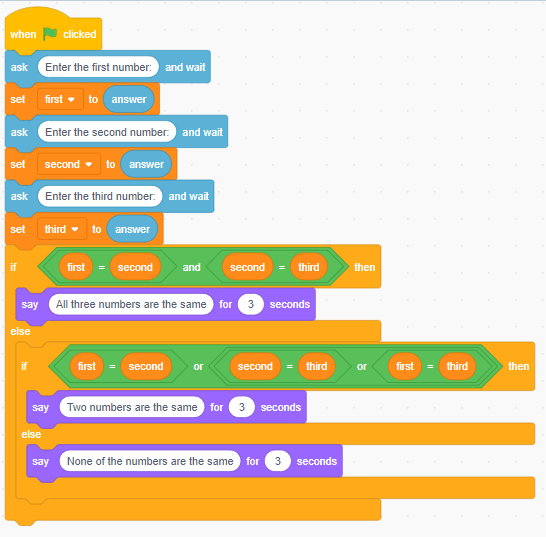 when clicked
ask Enter the first number: and wait
set first to answer
ask Enter the second number: and wait
set second to answer
ask Enter the third number: and wait
set third to answer
if first = second and second = third then
say All three numbers are the same for 3 seconds
else
if first = second or second = third or first = third then
say Two numbers are the same for 3 seconds
else
say None of the numbers are the same for 3 seconds